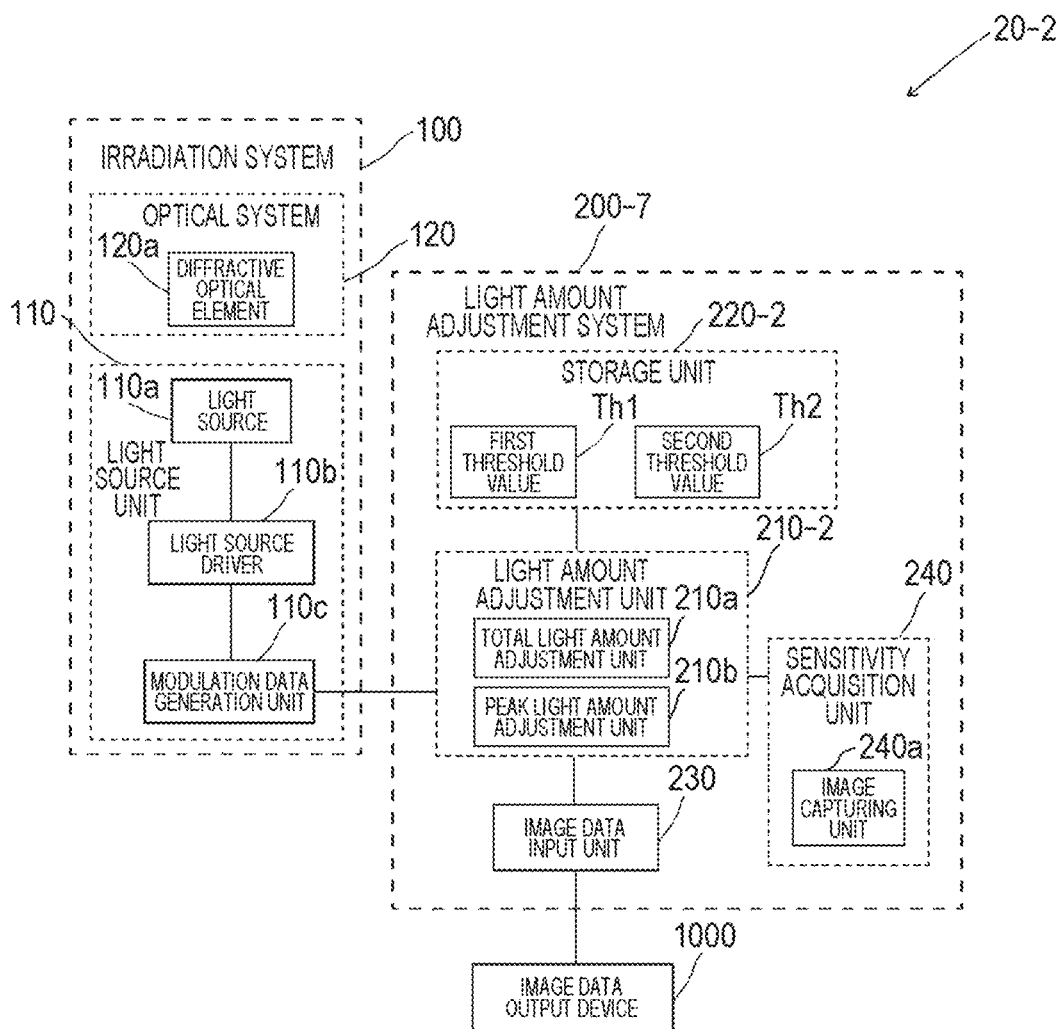 20-2
100
IRRADIATION SYSTEM
OPTICAL SYSTEM
120a
120
DIFFRACTIVE
OPTICAL
ELEMENT
110
110a
LIGHT
SOURCE
LIGHT
SOURCE
UNIT
110b
LIGHT SOURCE
DRIVER
110c
MODULATION DATA
GENERATION UNIT
200-7
LIGHT AMOUNT
ADJUSTMENT SYSTEM
220-2
STORAGE UNIT
Th1
Th2
FIRST
THRESHOLD
VALUE
SECOND
THRESHOLD
VALUE
210-2
LIGHT AMOUNT
ADJUSTMENT UNIT
210a
TOTAL LIGHT AMOUNT
ADJUSTMENT UNIT
210b
PEAK LIGHT AMOUNT
ADJUSTMENT UNIT
240
SENSITIVITY
ACQUISITION
UNIT
240a
IMAGE
CAPTURING
UNIT
230
IMAGE DATA
INPUT UNIT
1000
IMAGE DATA
OUTPUT DEVICE